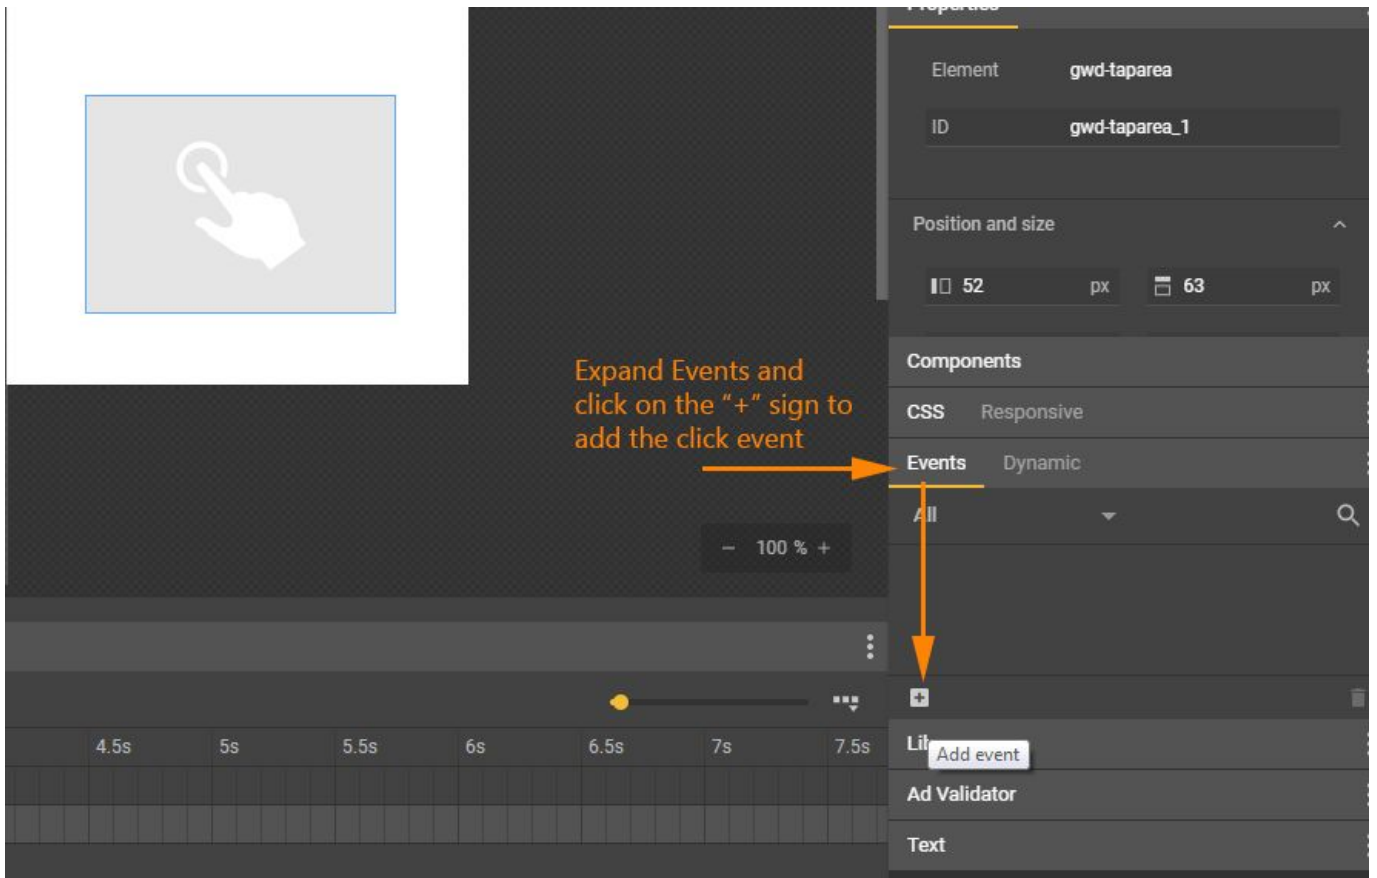 Properties
Element gwd-taparea
ID gwd-taparea_1
Position and size
52 px 63 px
Expand Events and
click on the “+” sign to
add the click event
Components
CSS Responsive
Events Dynamic
All
− 100 % +
4.5s 5s 5.5s 6s 6.5s 7s 7.5s
Add event
Ad Validator
Text